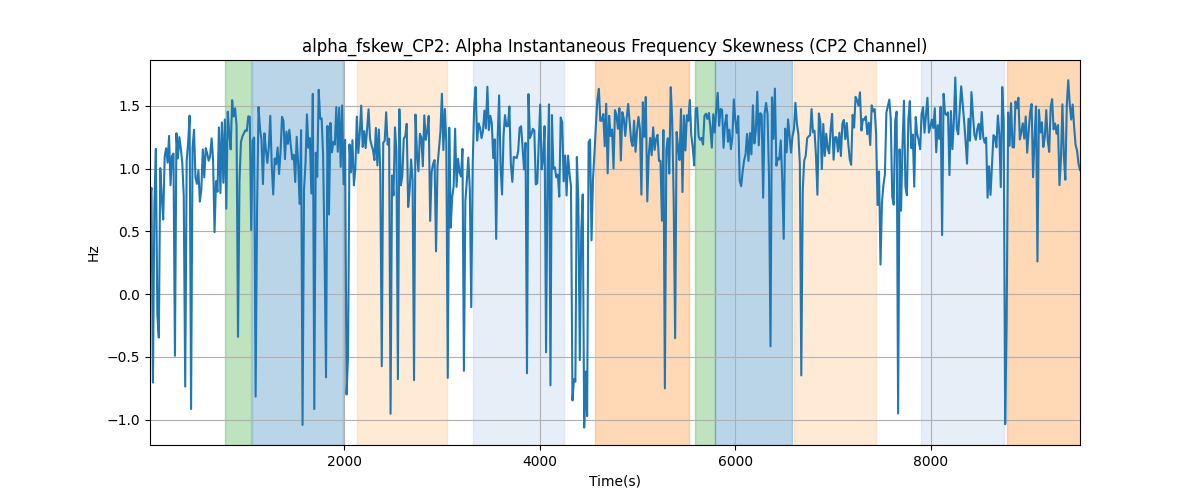 alpha_fskew_CP2: Alpha Instantaneous Frequency Skewness (CP2 Channel)
1.5
1.0
0.5
0.0
−0.5
−1.0
Hz
2000 4000 6000 8000
Time(s)